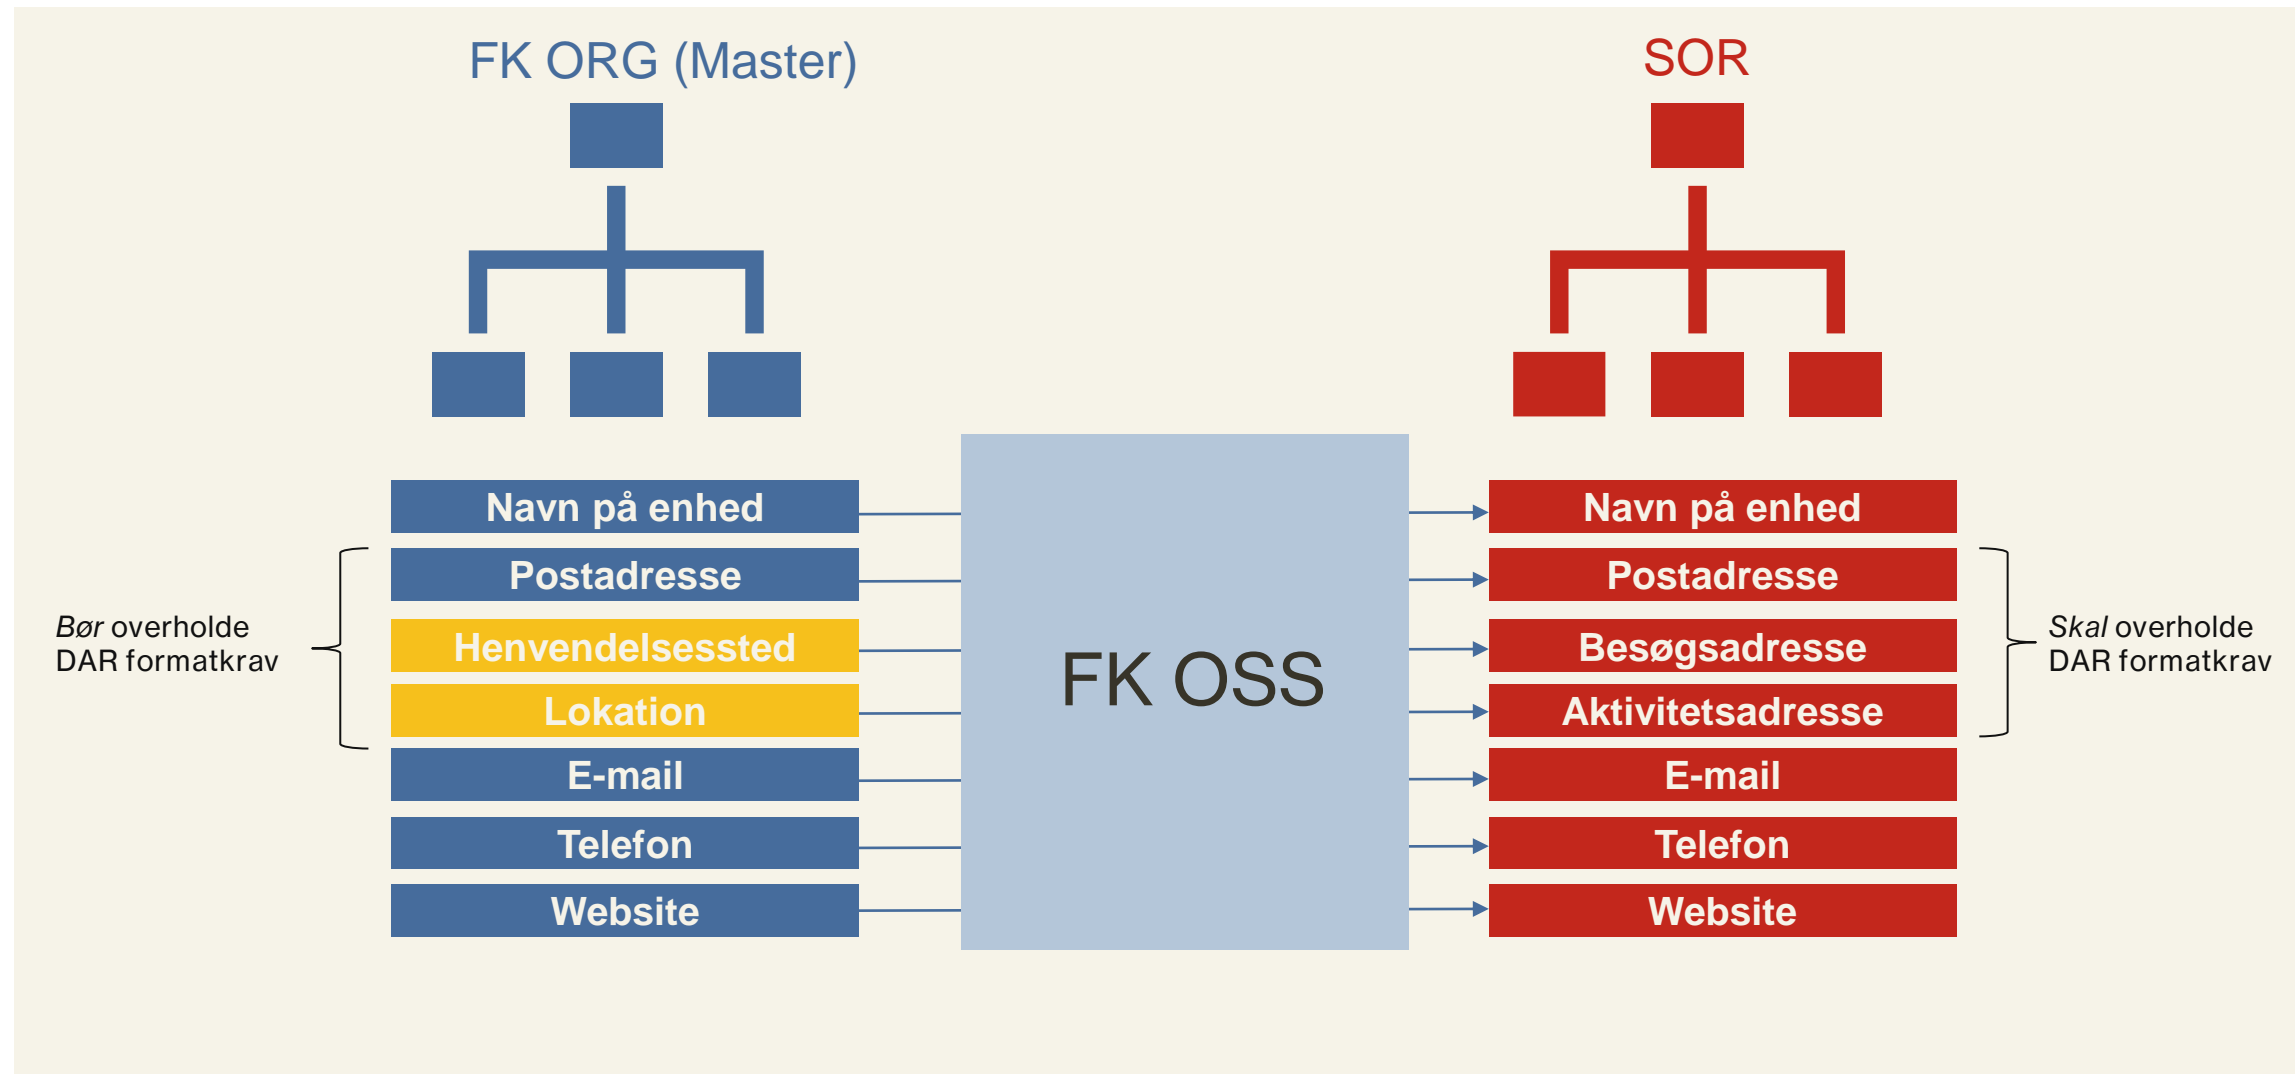 FK ORG (Master)
SOR
Navn på enhed
Postadresse
Henvendelsessted
Lokation
E-mail
Telefon
Website
Bør overholde
DAR formatkrav
FK OSS
Navn på enhed
Postadresse
Besøgsadresse
Aktivitetsadresse
E-mail
Telefon
Website
Skal overholde
DAR formatkrav